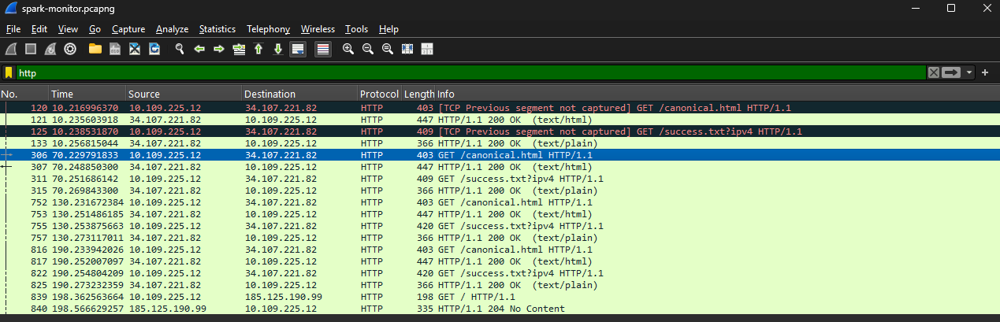 spark-monitor.pcapng
File Edit View Go Capture Analyze Statistics Telephony Wireless Tools Help
http
No. Time Source Destination Protocol Length Info
120 10.216996370 10.109.225.12 34.107.221.82 HTTP 403 [TCP Previous segment not captured] GET /canonical.html HTTP/1.1
121 10.235603918 34.107.221.82 10.109.225.12 HTTP 447 HTTP/1.1 200 OK (text/html)
125 10.238531870 10.109.225.12 34.107.221.82 HTTP 409 [TCP Previous segment not captured] GET /success.txt?ipv4 HTTP/1.1
133 10.256815044 34.107.221.82 10.109.225.12 HTTP 366 HTTP/1.1 200 OK (text/plain)
306 70.229791833 10.109.225.12 34.107.221.82 HTTP 403 GET /canonical.html HTTP/1.1
307 70.248850300 34.107.221.82 10.109.225.12 HTTP 447 HTTP/1.1 200 OK (text/html)
311 70.251686142 10.109.225.12 34.107.221.82 HTTP 409 GET /success.txt?ipv4 HTTP/1.1
315 70.269843300 34.107.221.82 10.109.225.12 HTTP 366 HTTP/1.1 200 OK (text/plain)
752 130.231672384 10.109.225.12 34.107.221.82 HTTP 403 GET /canonical.html HTTP/1.1
753 130.251486185 34.107.221.82 10.109.225.12 HTTP 447 HTTP/1.1 200 OK (text/html)
755 130.253875663 10.109.225.12 34.107.221.82 HTTP 420 GET /success.txt?ipv4 HTTP/1.1
757 130.273117011 34.107.221.82 10.109.225.12 HTTP 366 HTTP/1.1 200 OK (text/plain)
816 190.233942026 10.109.225.12 34.107.221.82 HTTP 403 GET /canonical.html HTTP/1.1
817 190.252007097 34.107.221.82 10.109.225.12 HTTP 447 HTTP/1.1 200 OK (text/html)
822 190.254804209 10.109.225.12 34.107.221.82 HTTP 420 GET /success.txt?ipv4 HTTP/1.1
825 190.273232359 34.107.221.82 10.109.225.12 HTTP 366 HTTP/1.1 200 OK (text/plain)
839 198.362563664 10.109.225.12 185.125.190.99 HTTP 198 GET / HTTP/1.1
840 198.566629257 185.125.190.99 10.109.225.12 HTTP 335 HTTP/1.1 204 No Content